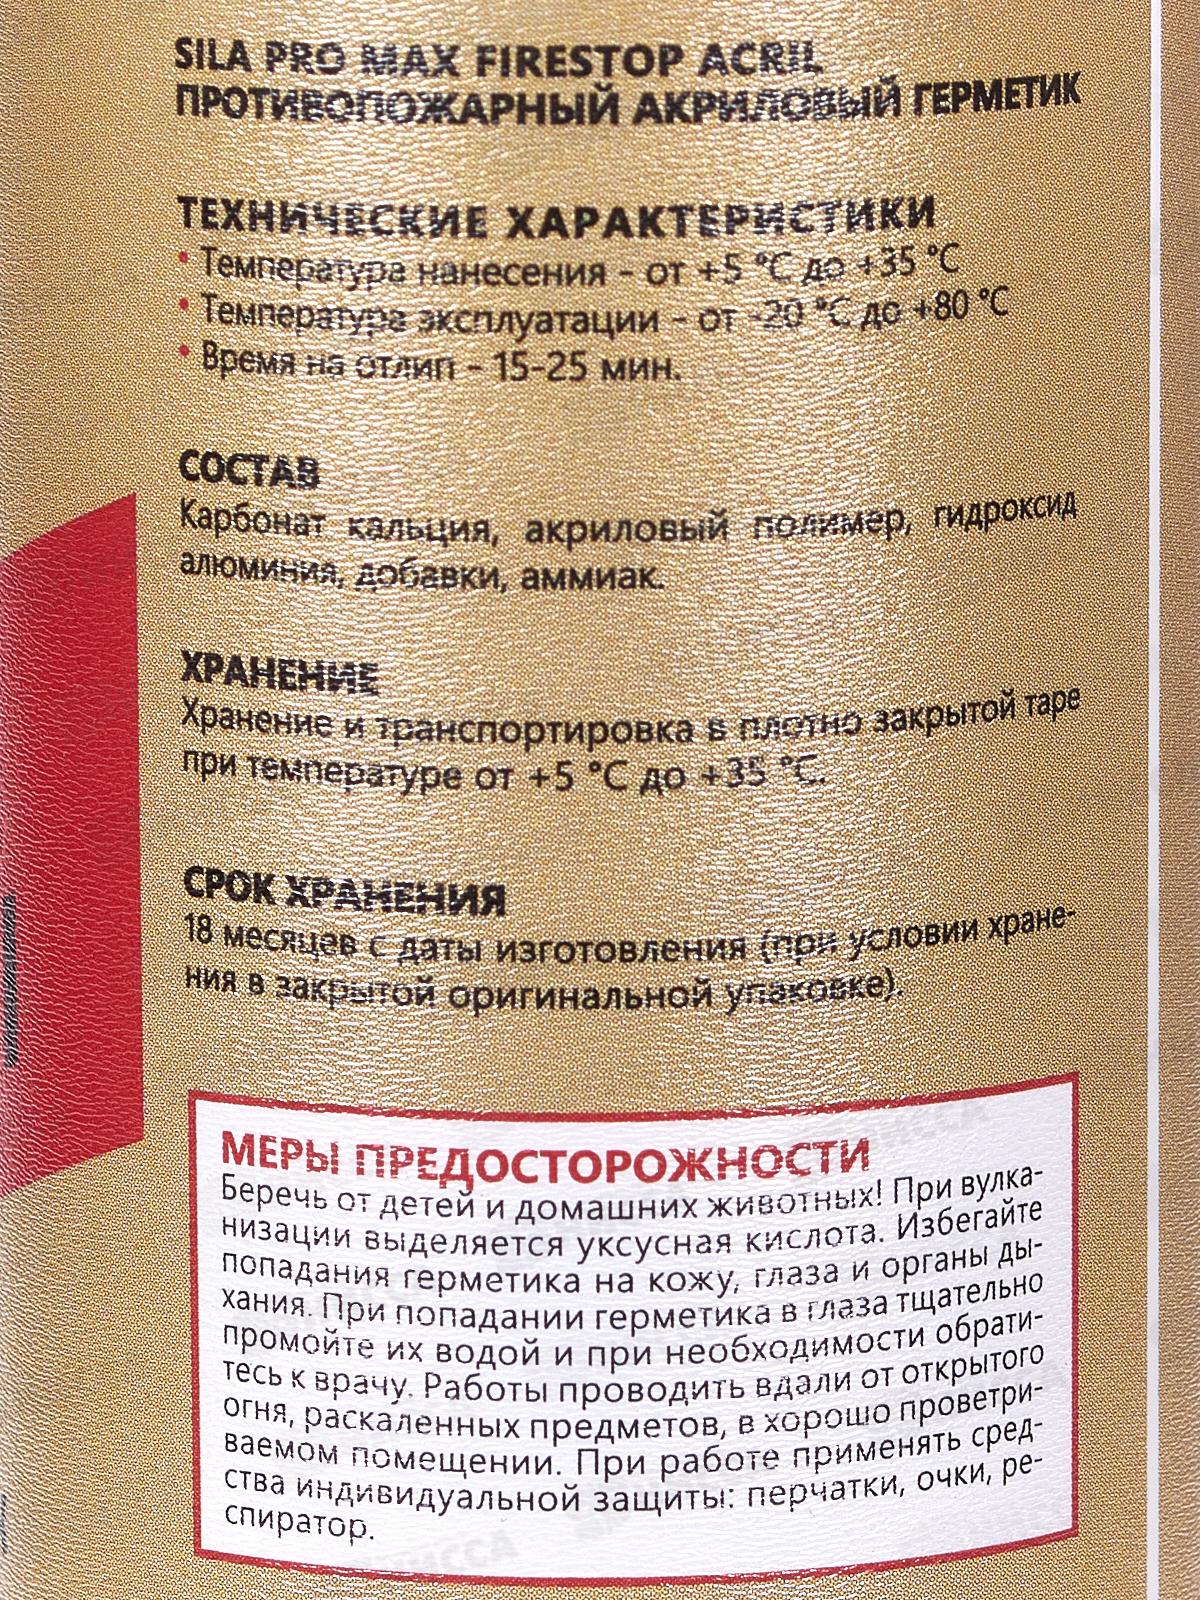 SILA PRO MAX FIRESTOP ACRIL
ПРОТИВОПОЖАРНЫЙ АКРИЛОВЫЙ ГЕРМЕТИК
ТЕХНИЧЕСКИЕ ХАРАКТЕРИСТИКИ
• Температура нанесения - от +5 °C до +35 °C
• Температура эксплуатации - от -20 °C до +80 °C
• Время на отлип - 15-25 мин.
СОСТАВ
Карбонат кальция, акриловый полимер, гидроксид
алюминия, добавки, аммиак.
ХРАНЕНИЕ
Хранение и транспортировка в плотно закрытой таре
при температуре от +5 °C до +35 °C.
СРОК ХРАНЕНИЯ
18 месяцев с даты изготовления (при условии хране-
ния в закрытой оригинальной упаковке).
МЕРЫ ПРЕДОСТОРОЖНОСТИ
Беречь от детей и домашних животных! При вулка-
низации выделяется уксусная кислота. Избегайте
попадания герметика на кожу, глаза и органы ды-
хания. При попадании герметика в глаза тщательно
промойте их водой и при необходимости обрати-
тесь к врачу. Работы проводить вдали от открытого
огня, раскаленных предметов, в хорошо проветри-
ваемом помещении. При работе применять сред-
ства индивидуальной защиты: перчатки, очки, ре-
спиратор.